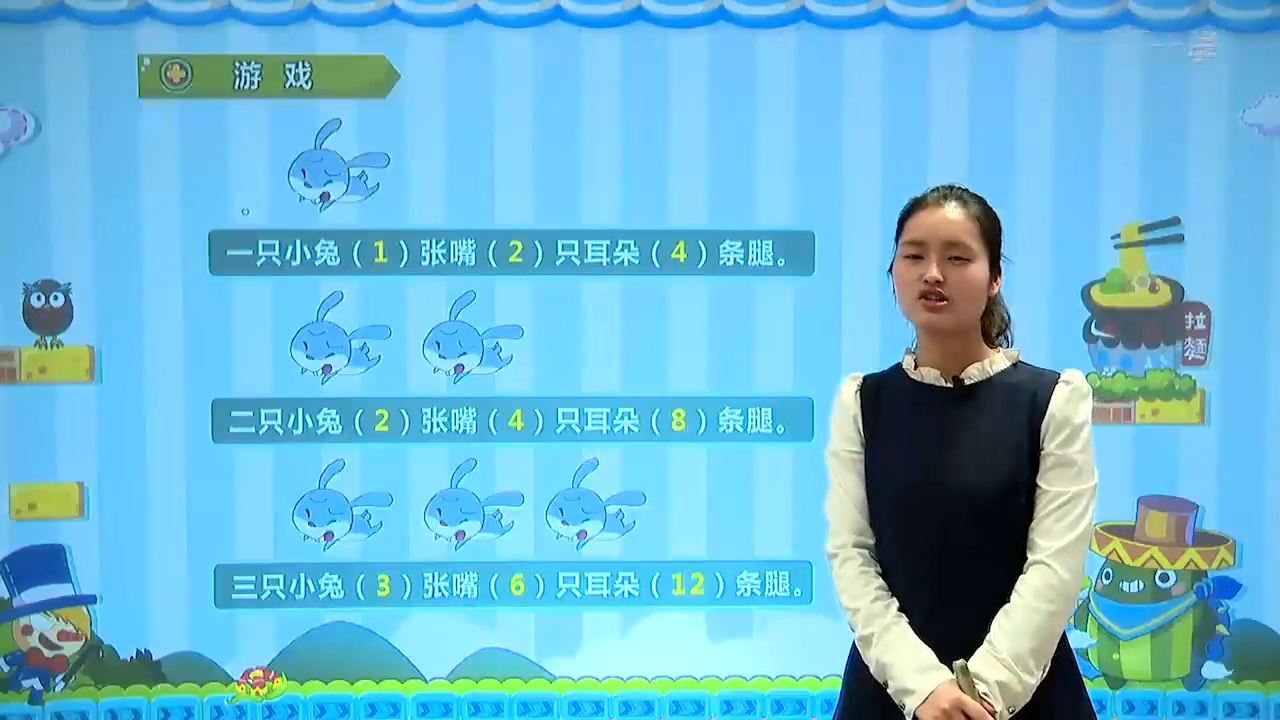 游 戏
一只小兔（1）张嘴（2）只耳朵（4）条腿。
二只小兔（2）张嘴（4）只耳朵（8）条腿。
三只小兔（3）张嘴（6）只耳朵（12）条腿。
拉
麵